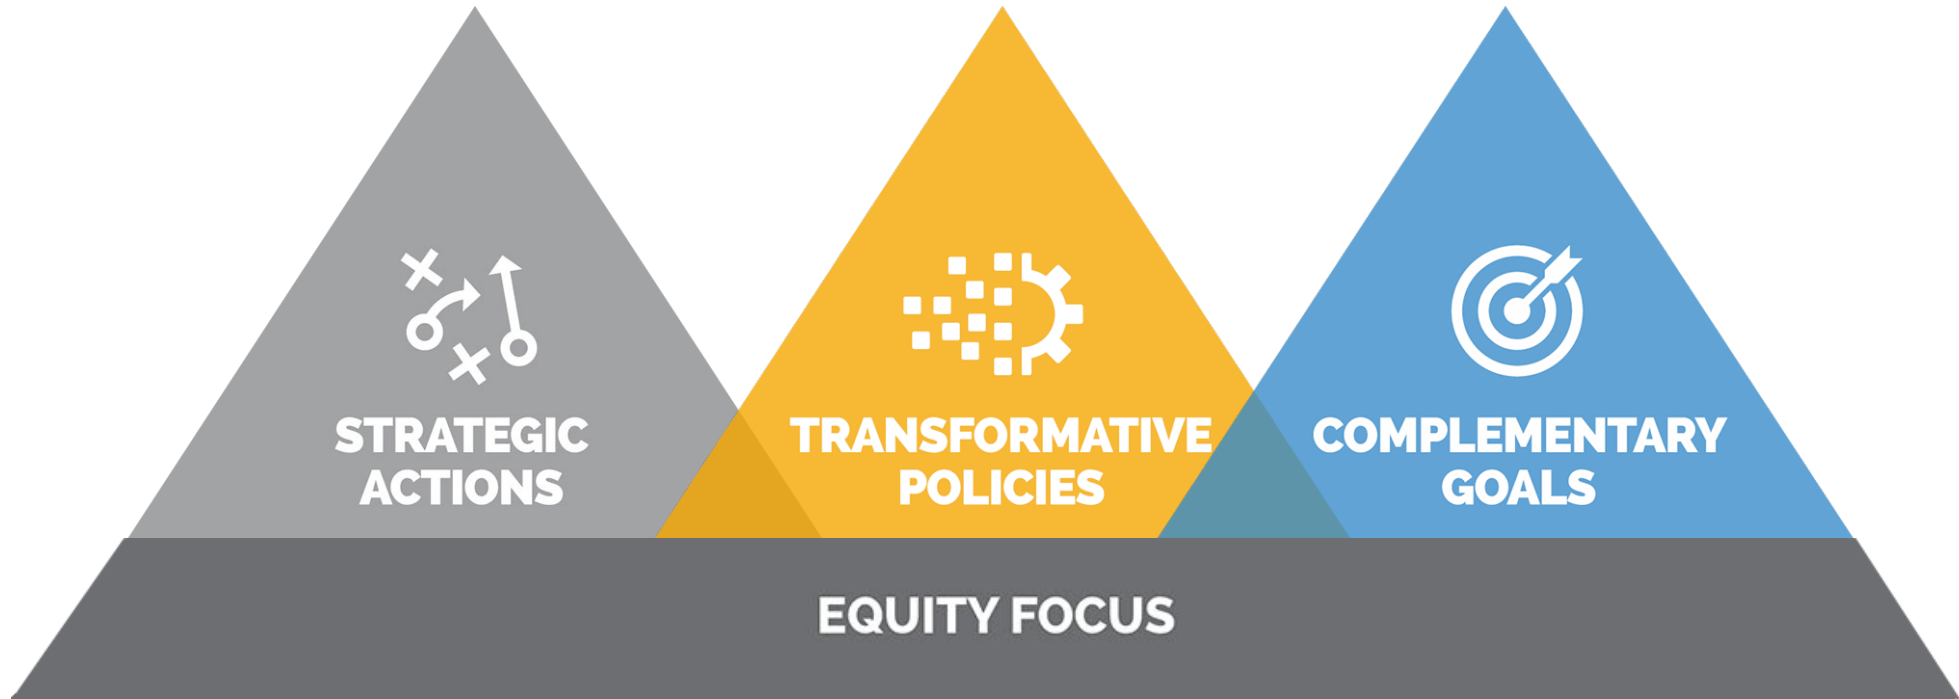 STRATEGIC
ACTIONS
TRANSFORMATIVE
POLICIES
COMPLEMENTARY
GOALS
EQUITY FOCUS